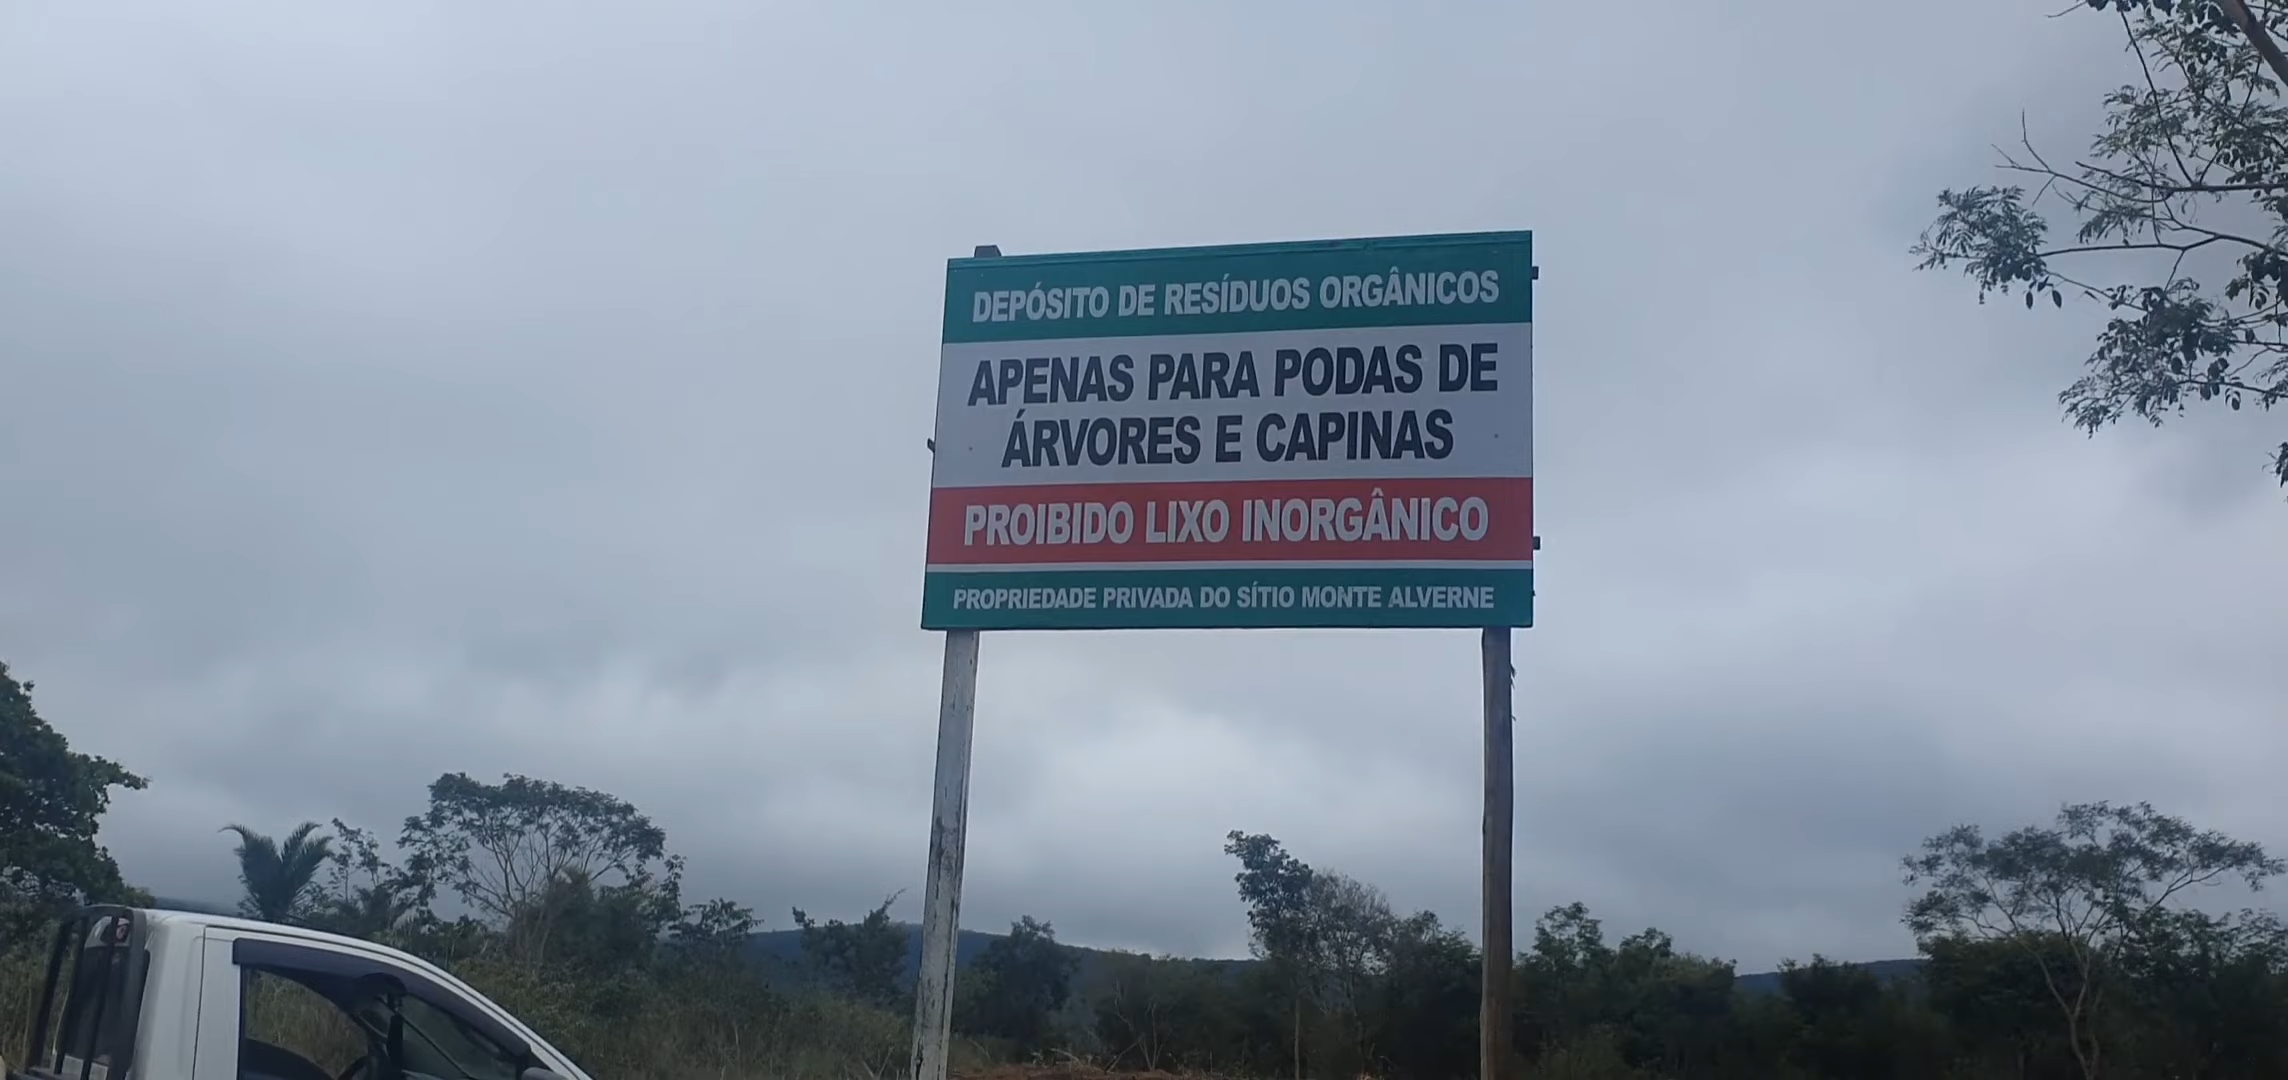 DEPÓSITO DE RESÍDUOS ORGÂNICOS
APENAS PARA PODAS DE
ÁRVORES E CAPINAS
PROIBIDO LIXO INORGÂNICO
PROPRIEDADE PRIVADA DO SÍTIO MONTE ALVERNE